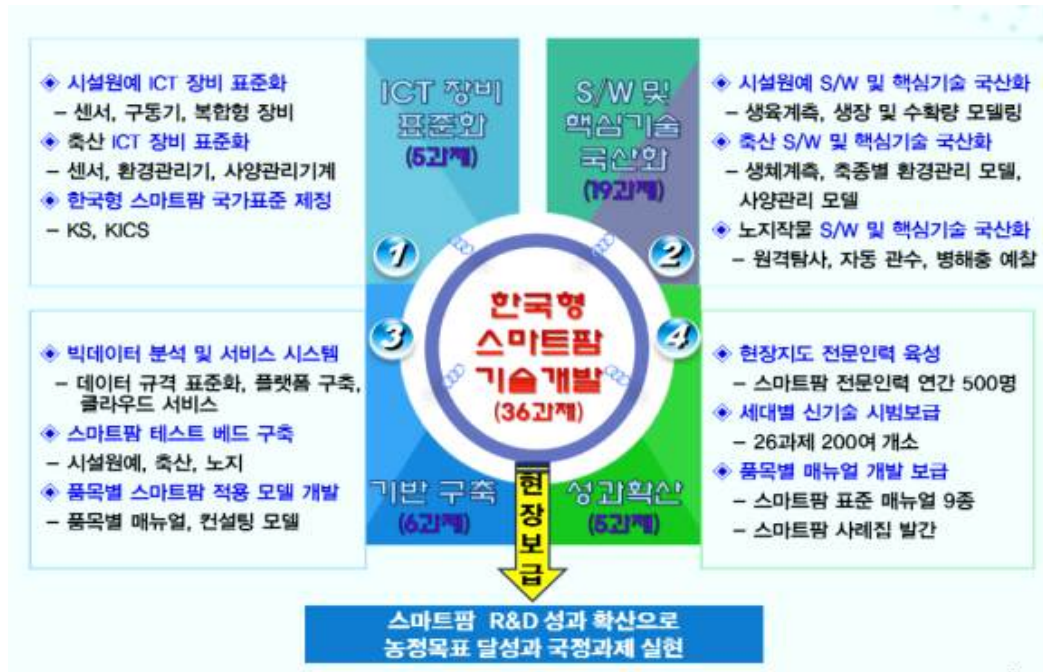 ◈ 시설원예 ICT 장비 표준화
– 센서, 구동기, 복합형 장비
◈ 축산 ICT 장비 표준화
– 센서, 환경관리기, 사양관리기계
◈ 한국형 스마트팜 국가표준 제정
– KS, KICS
ICT 장비
표준화
(5과제)
1
S/W 및
핵심기술
국산화
(19과제)
2
◈ 시설원예 S/W 및 핵심기술 국산화
– 생육계측, 생장 및 수확량 모델링
◈ 축산 S/W 및 핵심기술 국산화
– 생체계측, 축종별 환경관리 모델,
사양관리 모델
◈ 노지작물 S/W 및 핵심기술 국산화
– 원격탐사, 자동 관수, 병해충 예찰
한국형
스마트팜
기술개발
(36과제)
◈ 빅데이터 분석 및 서비스 시스템
– 데이터 규격 표준화, 플랫폼 구축,
클라우드 서비스
◈ 스마트팜 테스트 베드 구축
– 시설원예, 축산, 노지
◈ 품목별 스마트팜 적용 모델 개발
– 품목별 매뉴얼, 컨설팅 모델
3
기반 구축
(6과제)
4
성과확산
(5과제)
◈ 현장지도 전문인력 육성
– 스마트팜 전문인력 연간 500명
◈ 세대별 신기술 시범보급
– 26과제 200여 개소
◈ 품목별 매뉴얼 개발 보급
– 스마트팜 표준 매뉴얼 9종
– 스마트팜 사례집 발간
현장보급
스마트팜 R&D 성과 확산으로
농정목표 달성과 국정과제 실현